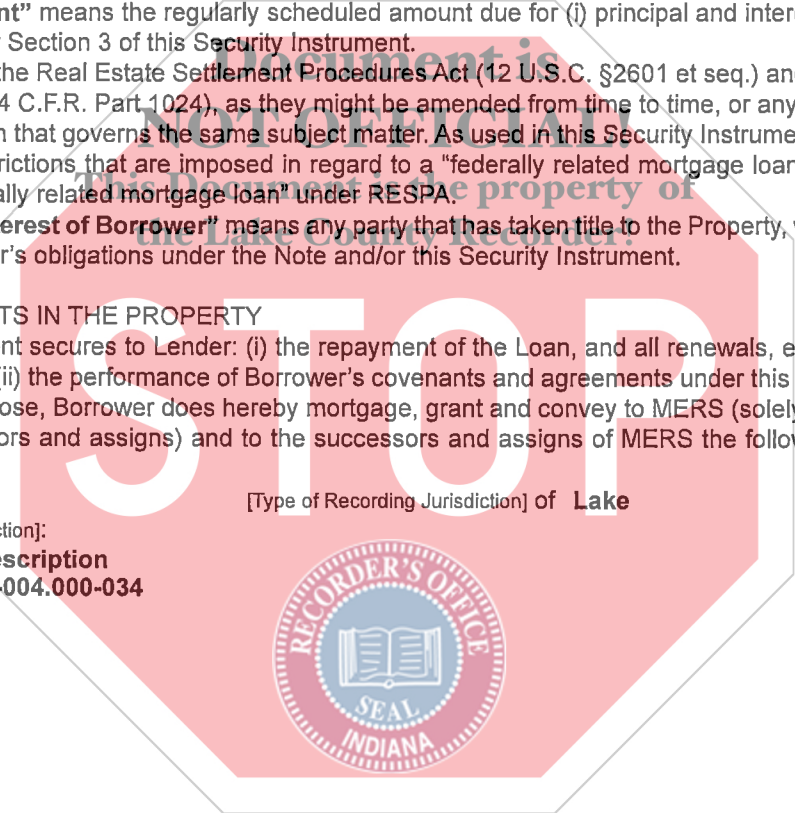 nt” means the regularly scheduled amount due for (i) principal and inter
Section 3 of this Security Instrument.
Document is
the Real Estate Settlement Procedures Act (12 U.S.C. §2601 et seq.) an
4 C.F.R. Part 1024), as they might be amended from time to time, or any
NOT OFFICIAL!
n that governs the same subject matter. As used in this Security Instrume
rictions that are imposed in regard to a “federally related mortgage loan
ally related mortgage loan” under RESPA.
This Document is the property of
erest of Borrower” means any party that has taken title to the Property,
the Lake County Recorder!
r’s obligations under the Note and/or this Security Instrument.
TS IN THE PROPERTY
nt secures to Lender: (i) the repayment of the Loan, and all renewals, e
(ii) the performance of Borrower’s covenants and agreements under this
ose, Borrower does hereby mortgage, grant and convey to MERS (solely
ors and assigns) and to the successors and assigns of MERS the follow
STOP
[Type of Recording Jurisdiction] of Lake
ction]:
escription
-004.000-034
RECORDER’S OFFICE
SEAL
INDIANA